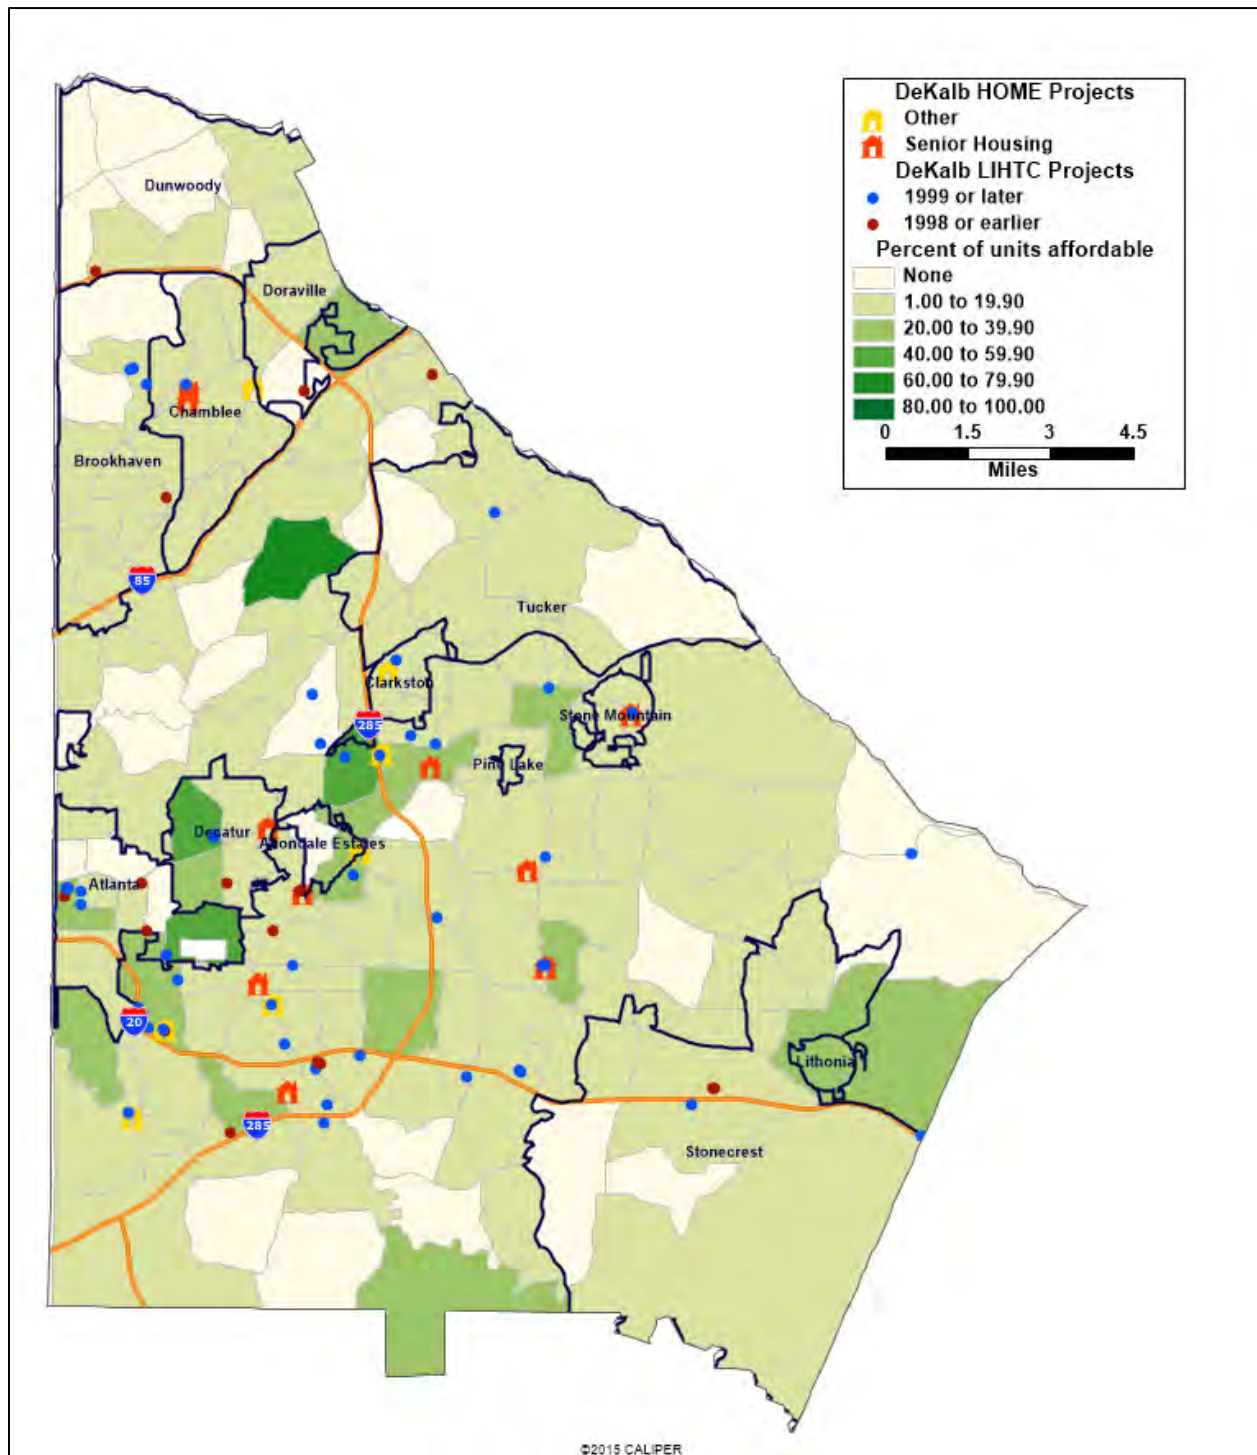 DeKalb HOME Projects
Other
Senior Housing
DeKalb LIHTC Projects
1999 or later
1998 or earlier
Percent of units affordable
None
1.00 to 19.90
20.00 to 39.90
40.00 to 59.90
60.00 to 79.90
80.00 to 100.00
0 1.5 3 4.5
Miles
Dunwoody
Doraville
Chamblee
Brookhaven
85
Tucker
Clarkston
285
Stone Mountain
Pine Lake
Decatur
Avondale Estates
Atlanta
20
Lithonia
285
Stonecrest
©2015 CALIPER